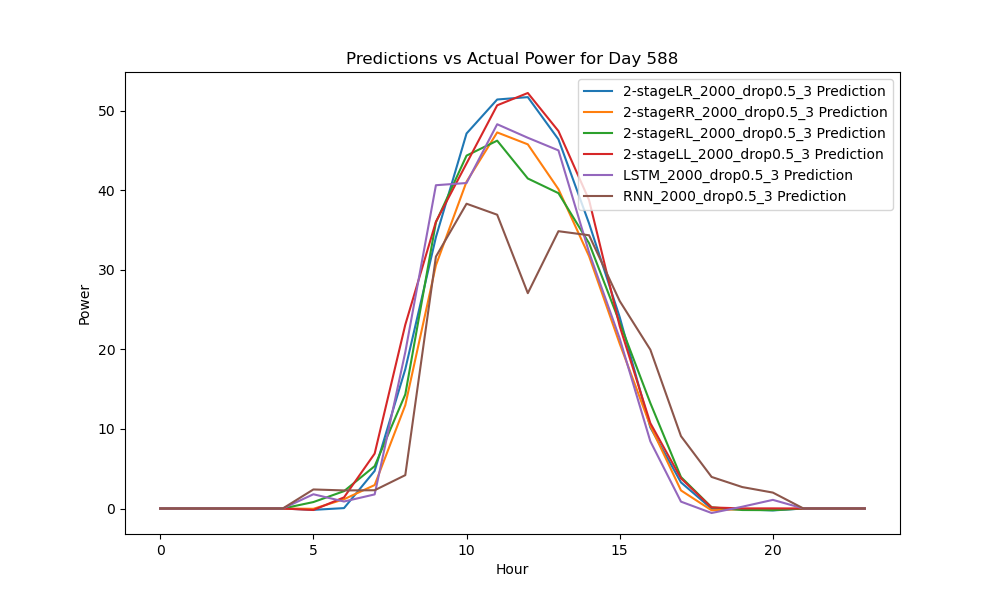 Predictions vs Actual Power for Day 588
2-stageLR_2000_drop0.5_3 Prediction
2-stageRR_2000_drop0.5_3 Prediction
2-stageRL_2000_drop0.5_3 Prediction
2-stageLL_2000_drop0.5_3 Prediction
LSTM_2000_drop0.5_3 Prediction
RNN_2000_drop0.5_3 Prediction
Power
50
40
30
20
10
0
0 5 10 15 20
Hour